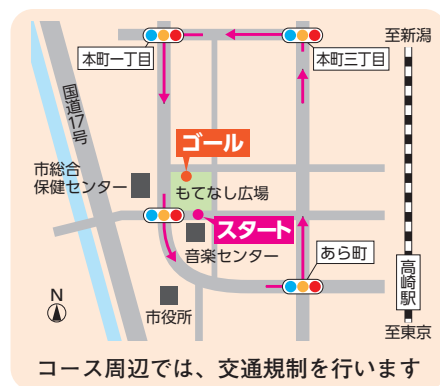 本町一丁目
本町三丁目
至新潟
国道17号
ゴール
市総合
保健センター
もてなし広場
スタート
音楽センター
あら町
高崎駅
N
市役所
至東京
コース周辺では、交通規制を行います